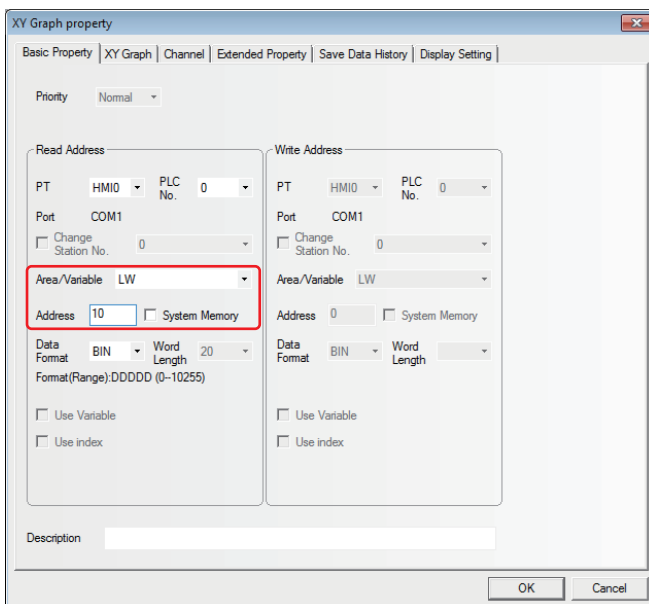 XY Graph property
Basic Property XY Graph Channel Extended Property Save Data History Display Setting
Priority Normal
Read Address
PT HMI0 PLC No. 0
Port COM1
Change Station No. 0
Area/Variable LW
Address 10 System Memory
Data Format BIN Word Length 20
Format(Range):DDDDD (0~10255)
Use Variable
Use index
Write Address
PT HMI0 PLC No. 0
Port COM1
Change Station No. 0
Area/Variable LW
Address 0 System Memory
Data Format BIN Word Length
Use Variable
Use index
Description
OK Cancel